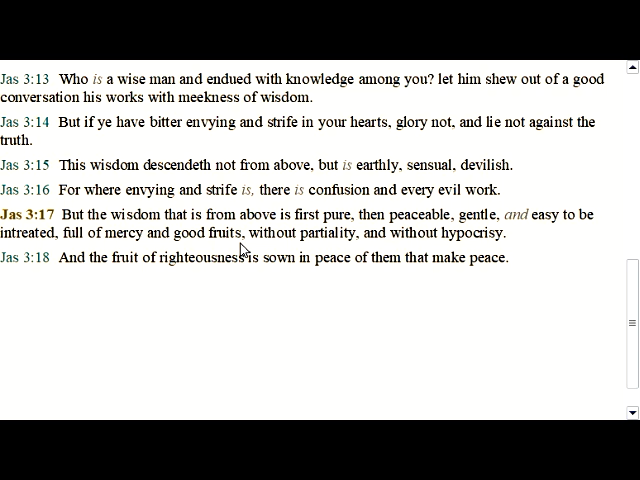 Jas 3:13 Who is a wise man and endued with knowledge among you? let him shew out of a good
conversation his works with meekness of wisdom.
Jas 3:14 But if ye have bitter envying and strife in your hearts, glory not, and lie not against the
truth.
Jas 3:15 This wisdom descendeth not from above, but is earthly, sensual, devilish.
Jas 3:16 For where envying and strife is, there is confusion and every evil work.
Jas 3:17 But the wisdom that is from above is first pure, then peaceable, gentle, and easy to be
intreated, full of mercy and good fruits, without partiality, and without hypocrisy.
Jas 3:18 And the fruit of righteousness is sown in peace of them that make peace.